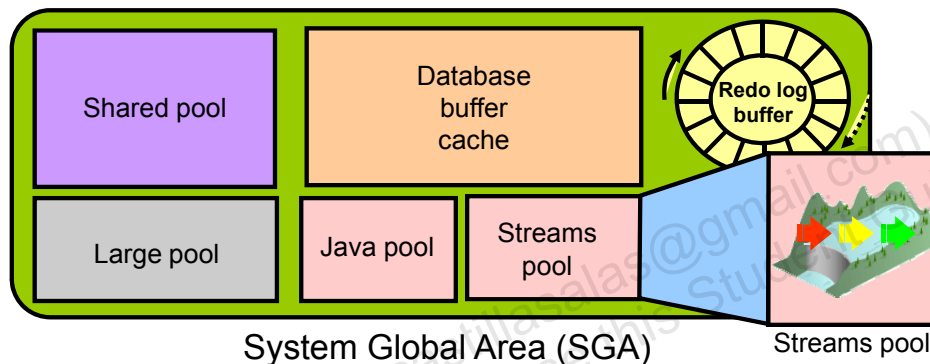 Shared pool
Database
buffer
cache
Redo log
buffer
Large pool
Java pool
Streams
pool
System Global Area (SGA)
Streams pool